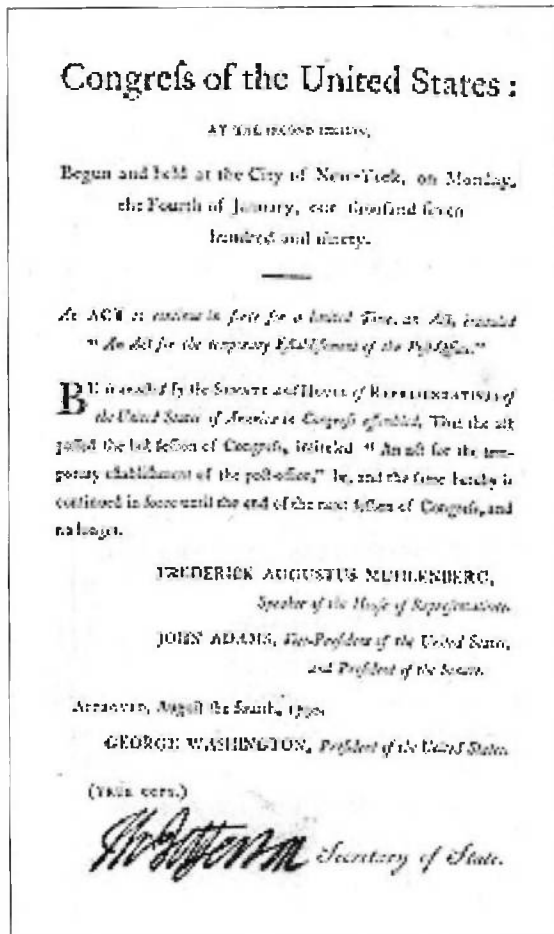 Congreſs of the United States:
AT THE SECOND SESSION,
Begun and held at the City of New-York, on Monday,
the Fourth of January, one thouſand ſeven
hundred and ninety.
An ACT to continue in force for a limited Time, an Act, intituled
" An Act for the temporary Eſtabliſhment of the Poſt-Office."
BE it enacted by the SENATE and HOUSE of REPRESENTATIVES of
the United States of America in Congreſs aſſembled, That the act
paſſed the laſt ſeſſion of Congreſs, intituled " An act for the tem-
porary eſtabliſhment of the poſt-office," be, and the ſame hereby is
continued in force until the end of the next ſeſſion of Congreſs, and
no longer.
FREDERICK AUGUSTUS MUHLENBERG,
Speaker of the Houſe of Repreſentatives.
JOHN ADAMS, Vice-Preſident of the United States,
and Preſident of the Senate.
APPROVED, Auguſt the fourth, 1790.
GEORGE WASHINGTON, Preſident of the United States.
(TRUE COPY.)
Th Jefferson Secretary of State.